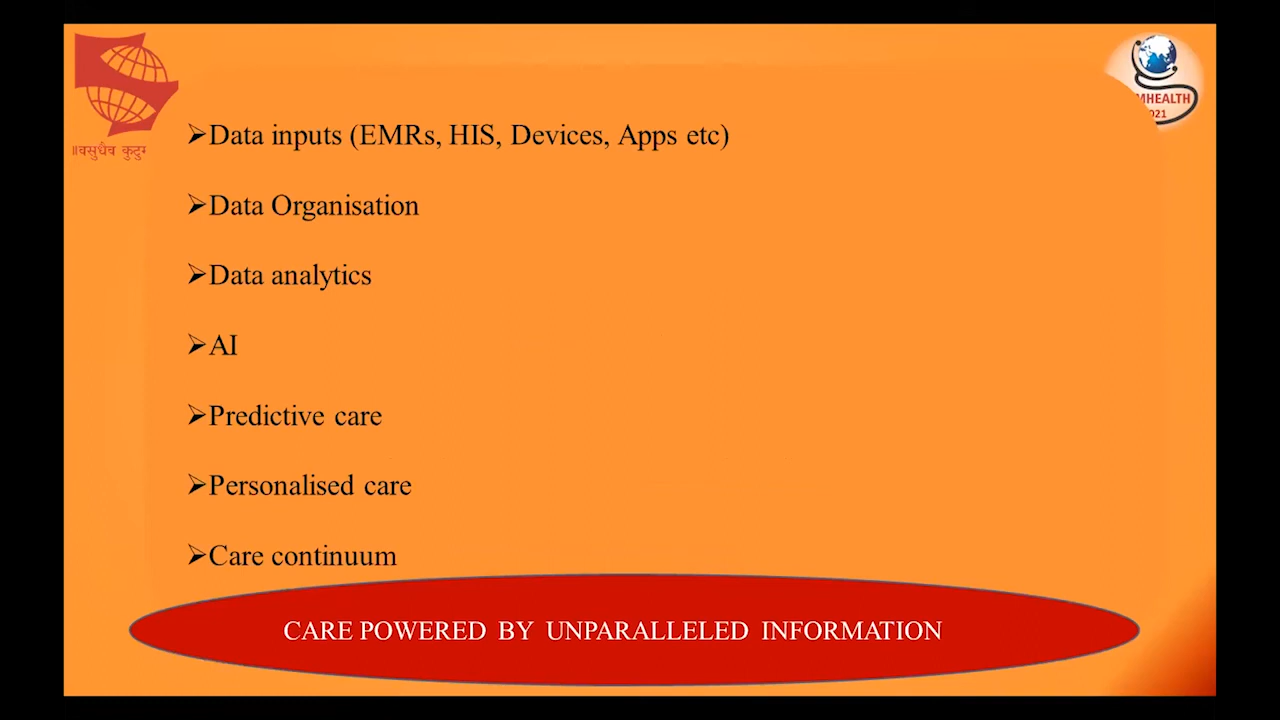 ॥वसुधैव
MHEALTH
021
➢Data inputs (EMRs, HIS, Devices, Apps etc)
➢Data Organisation
➢Data analytics
➢AI
➢Predictive care
➢Personalised care
➢Care continuum
CARE POWERED BY UNPARALLELED INFORMATION